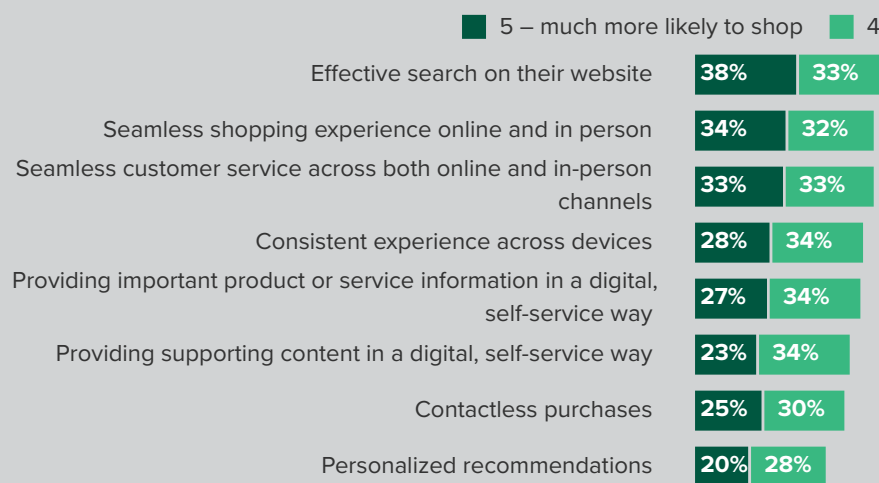 5 – much more likely to shop 4
Effective search on their website 38% 33%
Seamless shopping experience online and in person 34% 32%
Seamless customer service across both online and in-person
channels 33% 33%
Consistent experience across devices 28% 34%
Providing important product or service information in a digital,
self-service way 27% 34%
Providing supporting content in a digital, self-service way 23% 34%
Contactless purchases 25% 30%
Personalized recommendations 20% 28%